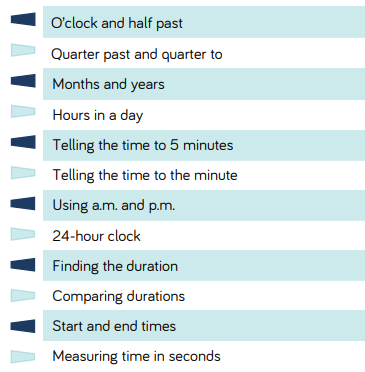 O'clock and half past
Quarter past and quarter to
Months and years
Hours in a day
Telling the time to 5 minutes
Telling the time to the minute
Using a.m. and p.m.
24-hour clock
Finding the duration
Comparing durations
Start and end times
Measuring time in seconds